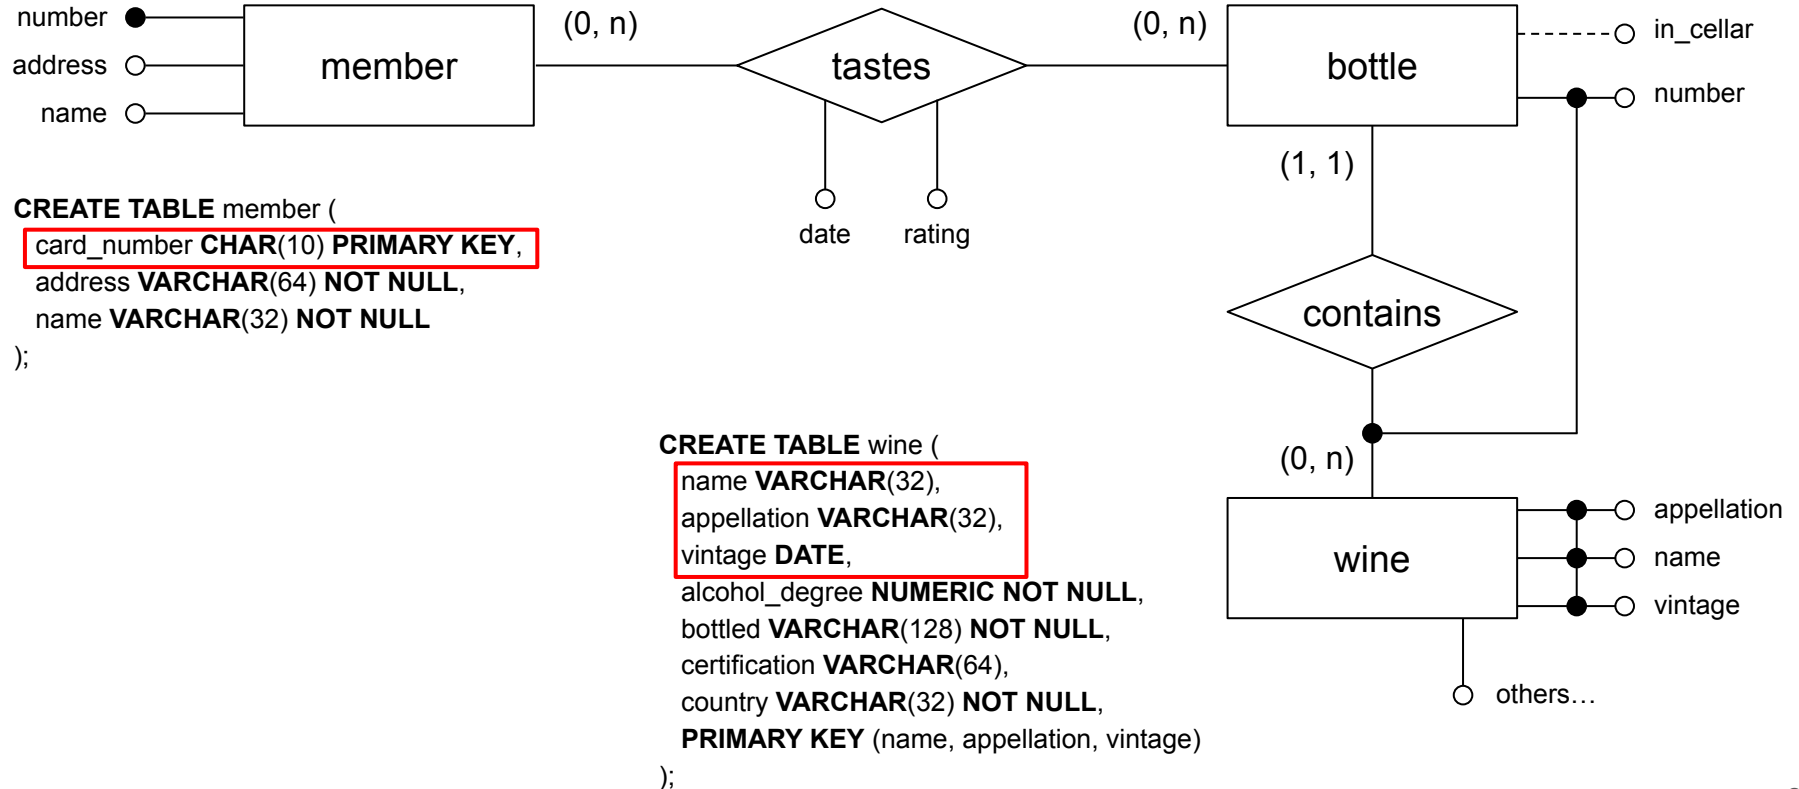 number
address
name
member
(0, n)
tastes
(0, n)
bottle
in_cellar
number
date
rating
(1, 1)
contains
(0, n)
wine
appellation
name
vintage
others…
CREATE TABLE member (
card_number CHAR(10) PRIMARY KEY,
address VARCHAR(64) NOT NULL,
name VARCHAR(32) NOT NULL
);
CREATE TABLE wine (
name VARCHAR(32),
appellation VARCHAR(32),
vintage DATE,
alcohol_degree NUMERIC NOT NULL,
bottled VARCHAR(128) NOT NULL,
certification VARCHAR(64),
country VARCHAR(32) NOT NULL,
PRIMARY KEY (name, appellation, vintage)
);